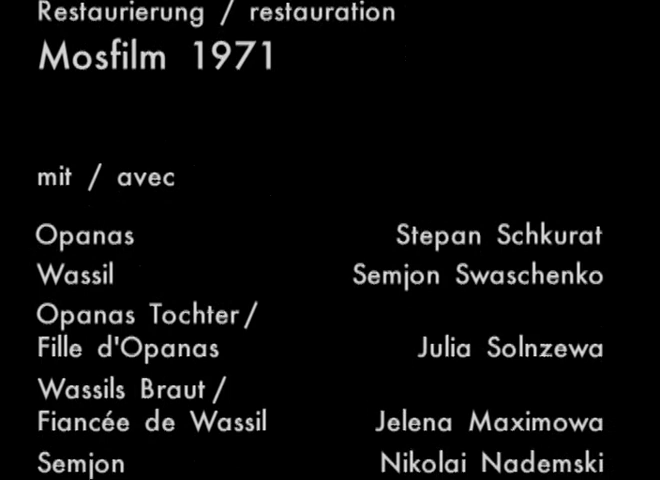 Restaurierung / restauration
Mosfilm 1971
mit / avec
Opanas Stepan Schkurat
Wassil Semjon Swaschenko
Opanas Tochter /
Fille d'Opanas Julia Solnzewa
Wassils Braut /
Fiancée de Wassil Jelena Maximowa
Semjon Nikolai Nademski